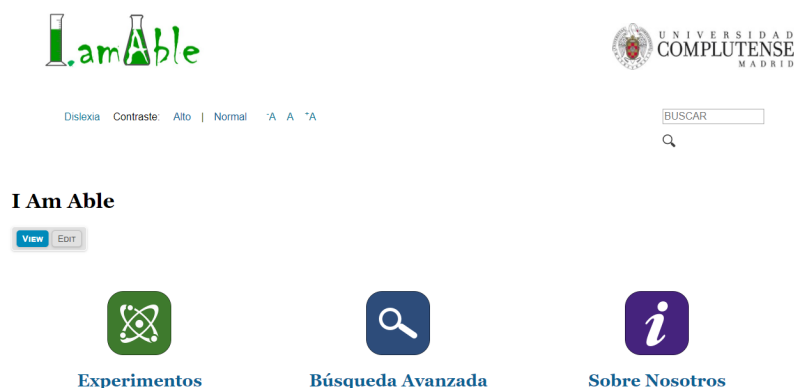 I.amAble
UNIVERSIDAD
COMPLUTENSE
MADRID
Dislexia Contraste: Alto | Normal -A A +A
BUSCAR
I Am Able
VIEW EDIT
Experimentos Búsqueda Avanzada Sobre Nosotros